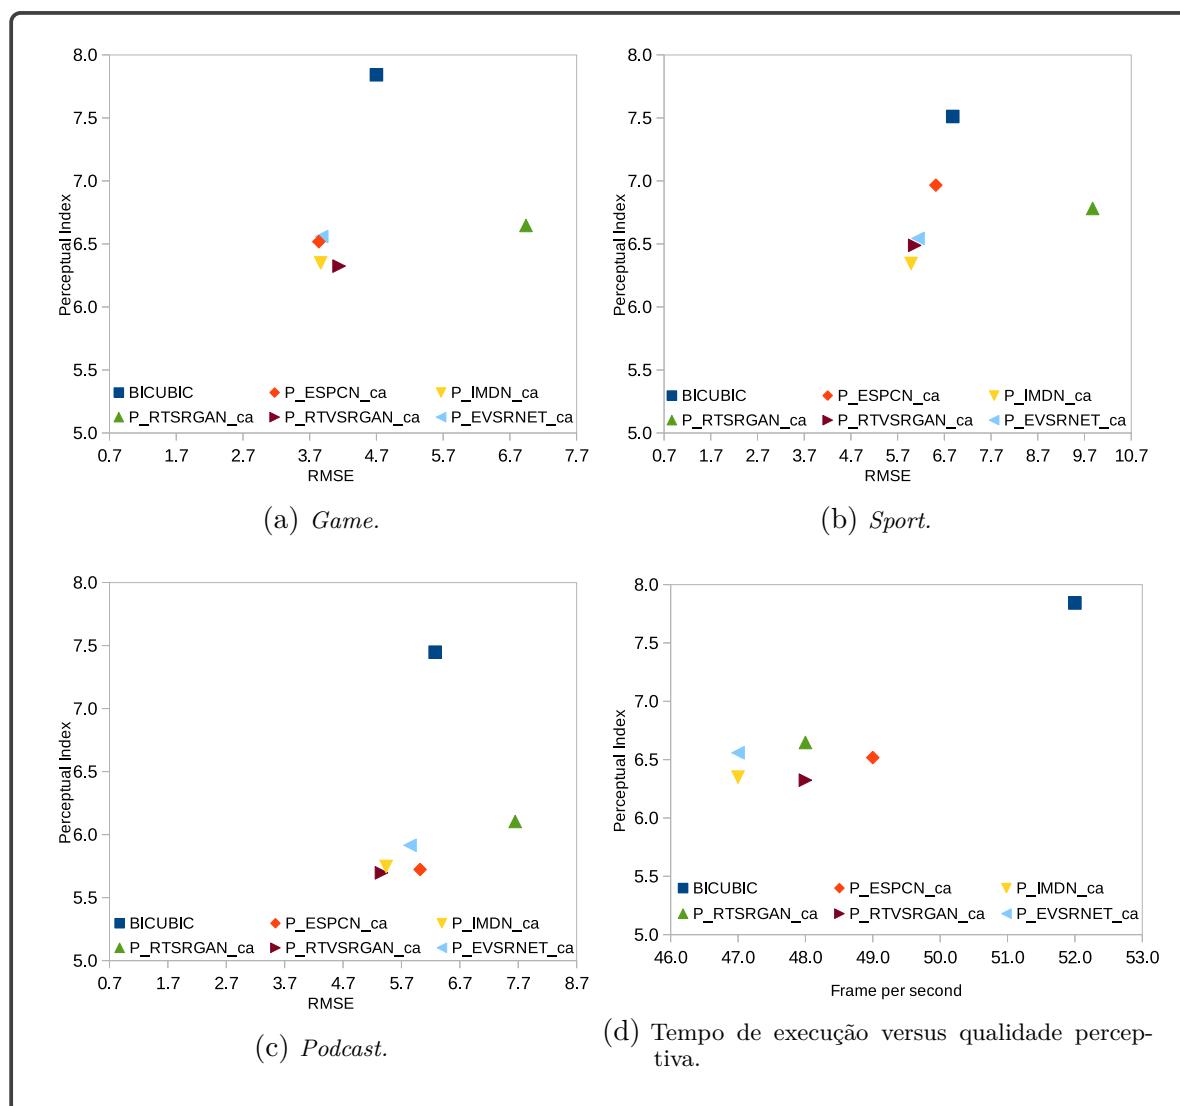 8.0
7.5
7.0
6.5
6.0
5.5
5.0
Perceptual Index
BICUBIC P_ESPCN_ca P_IMDN_ca
P_RTSRGAN_ca P_RTVSRGAN_ca P_EVSRNET_ca
0.7 1.7 2.7 3.7 4.7 5.7 6.7 7.7
RMSE
(a) Game.
8.0
7.5
7.0
6.5
6.0
5.5
5.0
Perceptual Index
BICUBIC P_ESPCN_ca P_IMDN_ca
P_RTSRGAN_ca P_RTVSRGAN_ca P_EVSRNET_ca
0.7 1.7 2.7 3.7 4.7 5.7 6.7 7.7 8.7 9.7 10.7
RMSE
(b) Sport.
8.0
7.5
7.0
6.5
6.0
5.5
5.0
Perceptual Index
BICUBIC P_ESPCN_ca P_IMDN_ca
P_RTSRGAN_ca P_RTVSRGAN_ca P_EVSRNET_ca
0.7 1.7 2.7 3.7 4.7 5.7 6.7 7.7 8.7
RMSE
(c) Podcast.
8.0
7.5
7.0
6.5
6.0
5.5
5.0
Perceptual Index
BICUBIC P_ESPCN_ca P_IMDN_ca
P_RTSRGAN_ca P_RTVSRGAN_ca P_EVSRNET_ca
46.0 47.0 48.0 49.0 50.0 51.0 52.0 53.0
Frame per second
(d) Tempo de execução versus qualidade percep-
tiva.